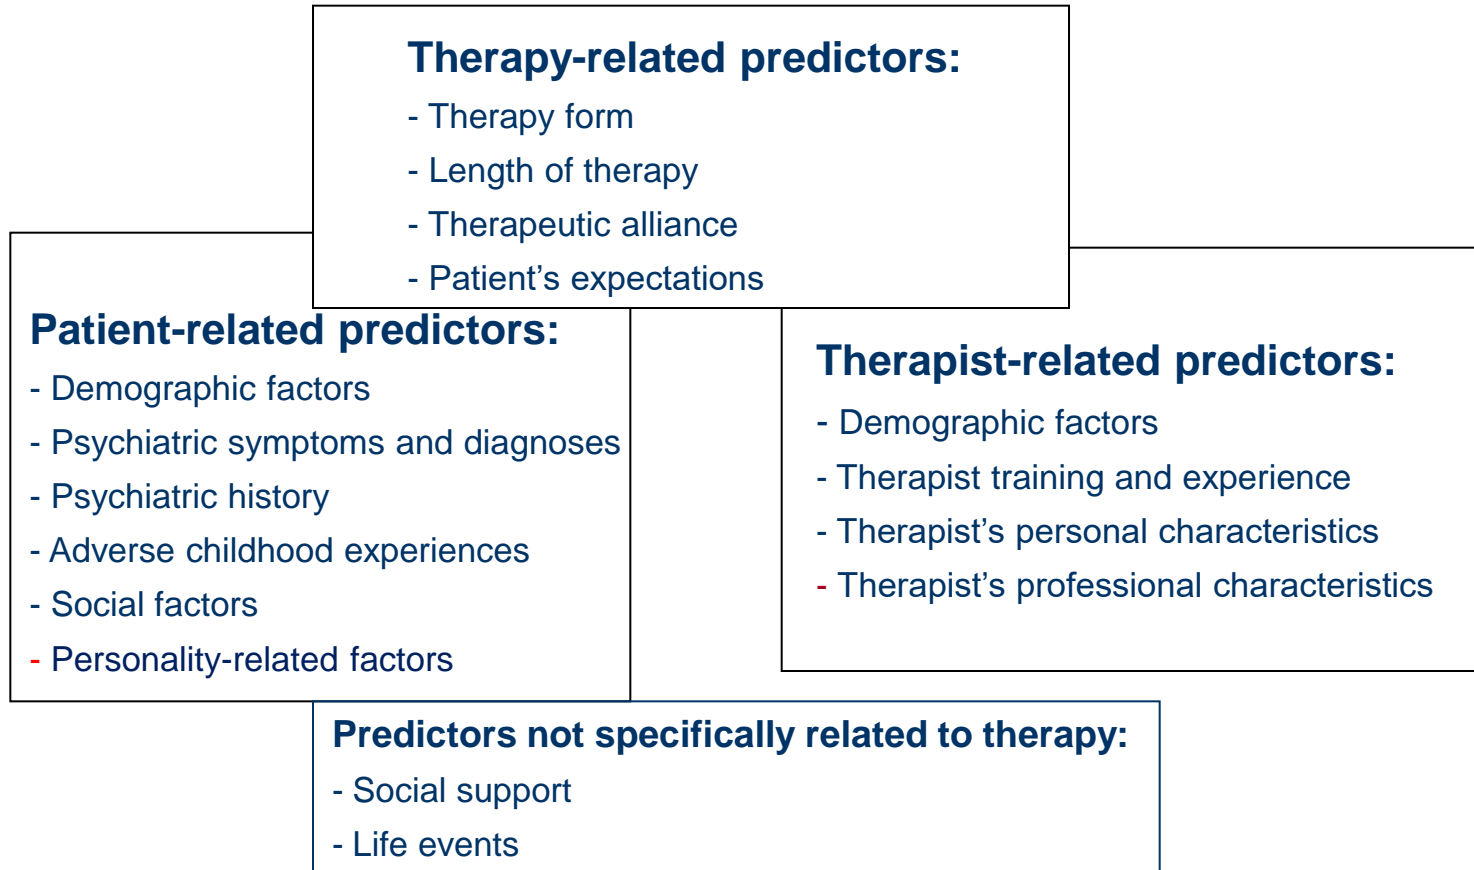 Therapy-related predictors:
- Therapy form
- Length of therapy
- Therapeutic alliance
- Patient’s expectations
Patient-related predictors:
- Demographic factors
- Psychiatric symptoms and diagnoses
- Psychiatric history
- Adverse childhood experiences
- Social factors
- Personality-related factors
Therapist-related predictors:
- Demographic factors
- Therapist training and experience
- Therapist’s personal characteristics
- Therapist’s professional characteristics
Predictors not specifically related to therapy:
- Social support
- Life events